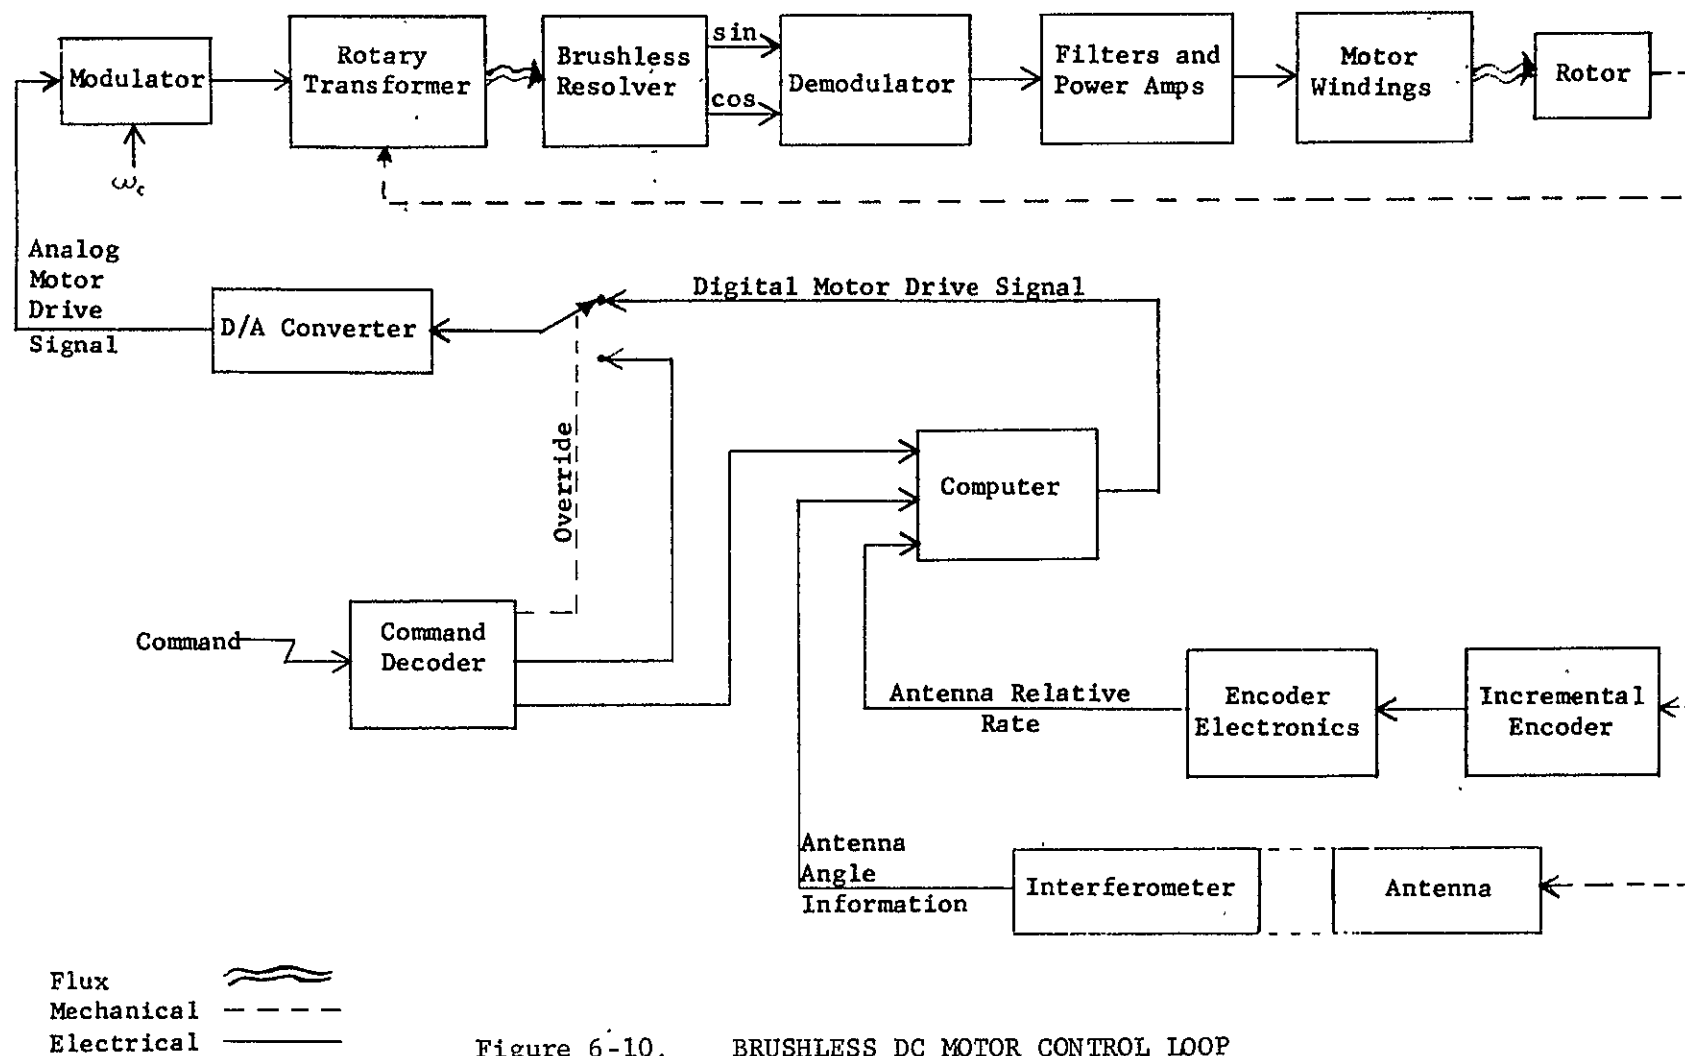 Modulator
Rotary
Transformer
Brushless
Resolver
sin
cos
Demodulator
Filters and
Power Amps
Motor
Windings
Rotor
ωc
Analog
Motor
Drive
Signal
D/A Converter
Digital Motor Drive Signal
Override
Computer
Command
Command
Decoder
Antenna Relative
Rate
Encoder
Electronics
Incremental
Encoder
Antenna
Angle
Information
Interferometer
Antenna
Flux
Mechanical
Electrical
Figure 6-10. BRUSHLESS DC MOTOR CONTROL LOOP